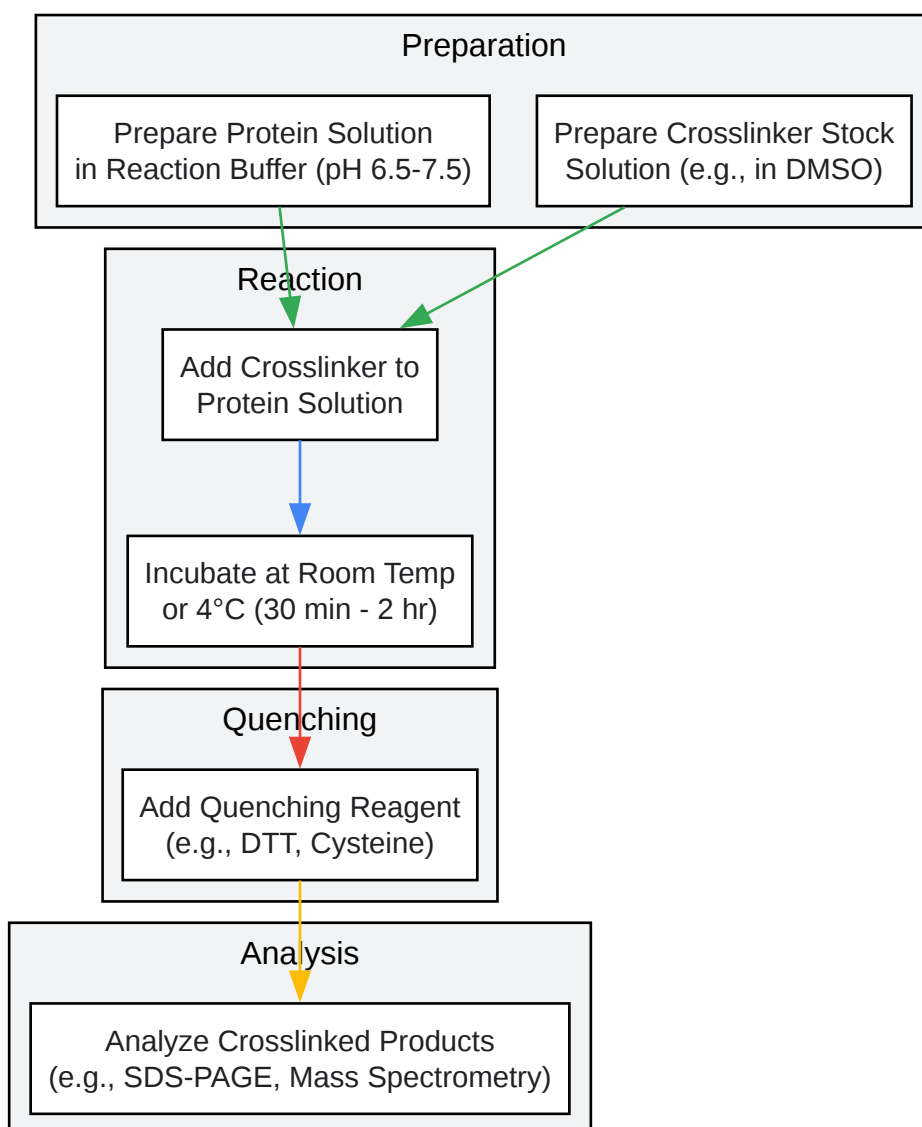 Preparation
Prepare Protein Solution
in Reaction Buffer (pH 6.5-7.5)
Prepare Crosslinker Stock
Solution (e.g., in DMSO)
Reaction
Add Crosslinker to
Protein Solution
Incubate at Room Temp
or 4°C (30 min - 2 hr)
Quenching
Add Quenching Reagent
(e.g., DTT, Cysteine)
Analysis
Analyze Crosslinked Products
(e.g., SDS-PAGE, Mass Spectrometry)